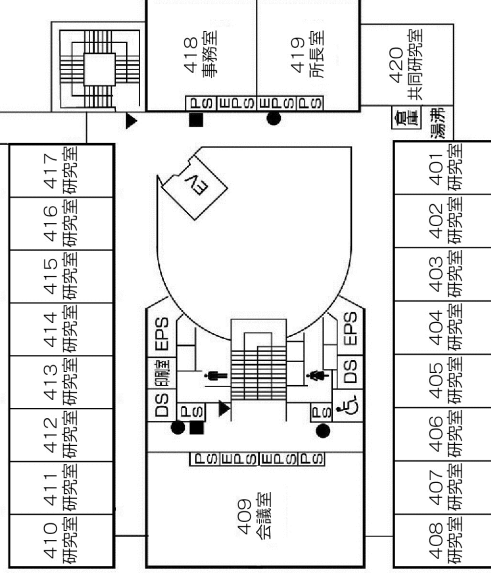 418
事務室
419
所長室
420
共同研究室
PS
EPS
EPS
PS
倉庫
湯沸
EV
417
研究室
416
研究室
415
研究室
414
研究室
413
研究室
412
研究室
411
研究室
410
研究室
401
研究室
402
研究室
403
研究室
404
研究室
405
研究室
406
研究室
407
研究室
408
研究室
EPS
印刷室
DS
PS
EPS
DS
PS
PS
EPS
EPS
PS
409
会議室